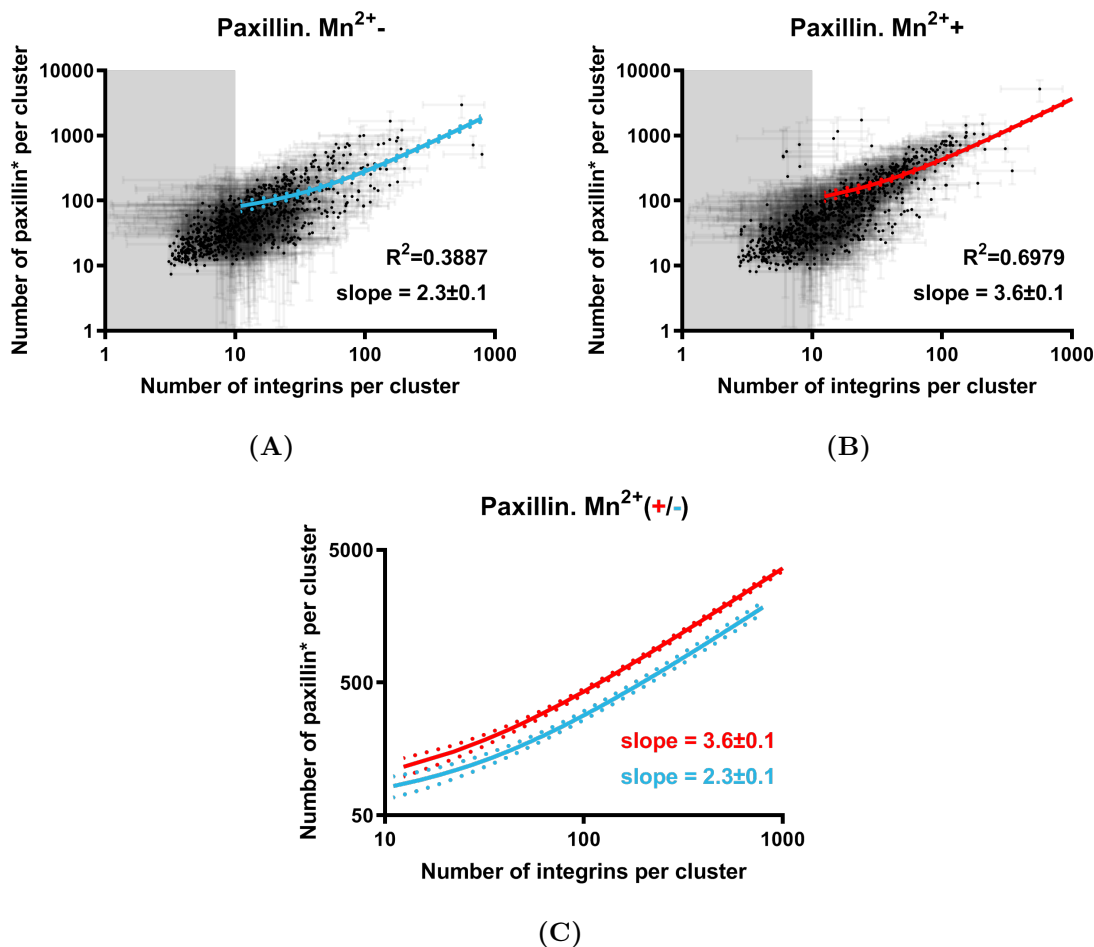 Paxillin. Mn²⁺-
Number of paxillin* per cluster
10000
1000
100
10
1
R²=0.3887
slope = 2.3±0.1
1
10
100
1000
Number of integrins per cluster
(A)
Paxillin. Mn²⁺+
Number of paxillin* per cluster
10000
1000
100
10
1
R²=0.6979
slope = 3.6±0.1
1
10
100
1000
Number of integrins per cluster
(B)
Paxillin. Mn²⁺(+/-)
Number of paxillin* per cluster
5000
500
50
slope = 3.6±0.1
slope = 2.3±0.1
10
100
1000
Number of integrins per cluster
(C)